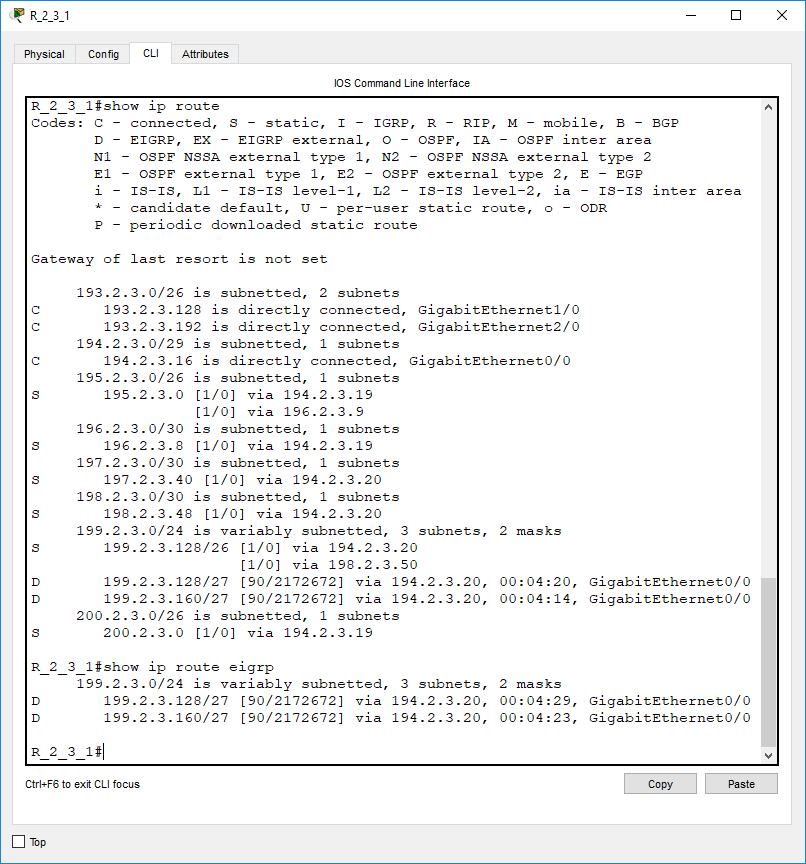 R_2_3_1
Physical Config CLI Attributes
IOS Command Line Interface
R_2_3_1#show ip route
Codes: C - connected, S - static, I - IGRP, R - RIP, M - mobile, B - BGP
       D - EIGRP, EX - EIGRP external, O - OSPF, IA - OSPF inter area
       N1 - OSPF NSSA external type 1, N2 - OSPF NSSA external type 2
       E1 - OSPF external type 1, E2 - OSPF external type 2, E - EGP
       i - IS-IS, L1 - IS-IS level-1, L2 - IS-IS level-2, ia - IS-IS inter area
       * - candidate default, U - per-user static route, o - ODR
       P - periodic downloaded static route
Gateway of last resort is not set
     193.2.3.0/26 is subnetted, 2 subnets
C       193.2.3.128 is directly connected, GigabitEthernet1/0
C       193.2.3.192 is directly connected, GigabitEthernet2/0
     194.2.3.0/29 is subnetted, 1 subnets
C       194.2.3.16 is directly connected, GigabitEthernet0/0
     195.2.3.0/26 is subnetted, 1 subnets
S       195.2.3.0 [1/0] via 194.2.3.19
                  [1/0] via 196.2.3.9
     196.2.3.0/30 is subnetted, 1 subnets
S       196.2.3.8 [1/0] via 194.2.3.19
     197.2.3.0/30 is subnetted, 1 subnets
S       197.2.3.40 [1/0] via 194.2.3.20
     198.2.3.0/30 is subnetted, 1 subnets
S       198.2.3.48 [1/0] via 194.2.3.20
     199.2.3.0/24 is variably subnetted, 3 subnets, 2 masks
S       199.2.3.128/26 [1/0] via 194.2.3.20
                       [1/0] via 198.2.3.50
D       199.2.3.128/27 [90/2172672] via 194.2.3.20, 00:04:20, GigabitEthernet0/0
D       199.2.3.160/27 [90/2172672] via 194.2.3.20, 00:04:14, GigabitEthernet0/0
     200.2.3.0/26 is subnetted, 1 subnets
S       200.2.3.0 [1/0] via 194.2.3.19
R_2_3_1#show ip route eigrp
     199.2.3.0/24 is variably subnetted, 3 subnets, 2 masks
D       199.2.3.128/27 [90/2172672] via 194.2.3.20, 00:04:29, GigabitEthernet0/0
D       199.2.3.160/27 [90/2172672] via 194.2.3.20, 00:04:23, GigabitEthernet0/0
R_2_3_1#
Ctrl+F6 to exit CLI focus Copy Paste
Top